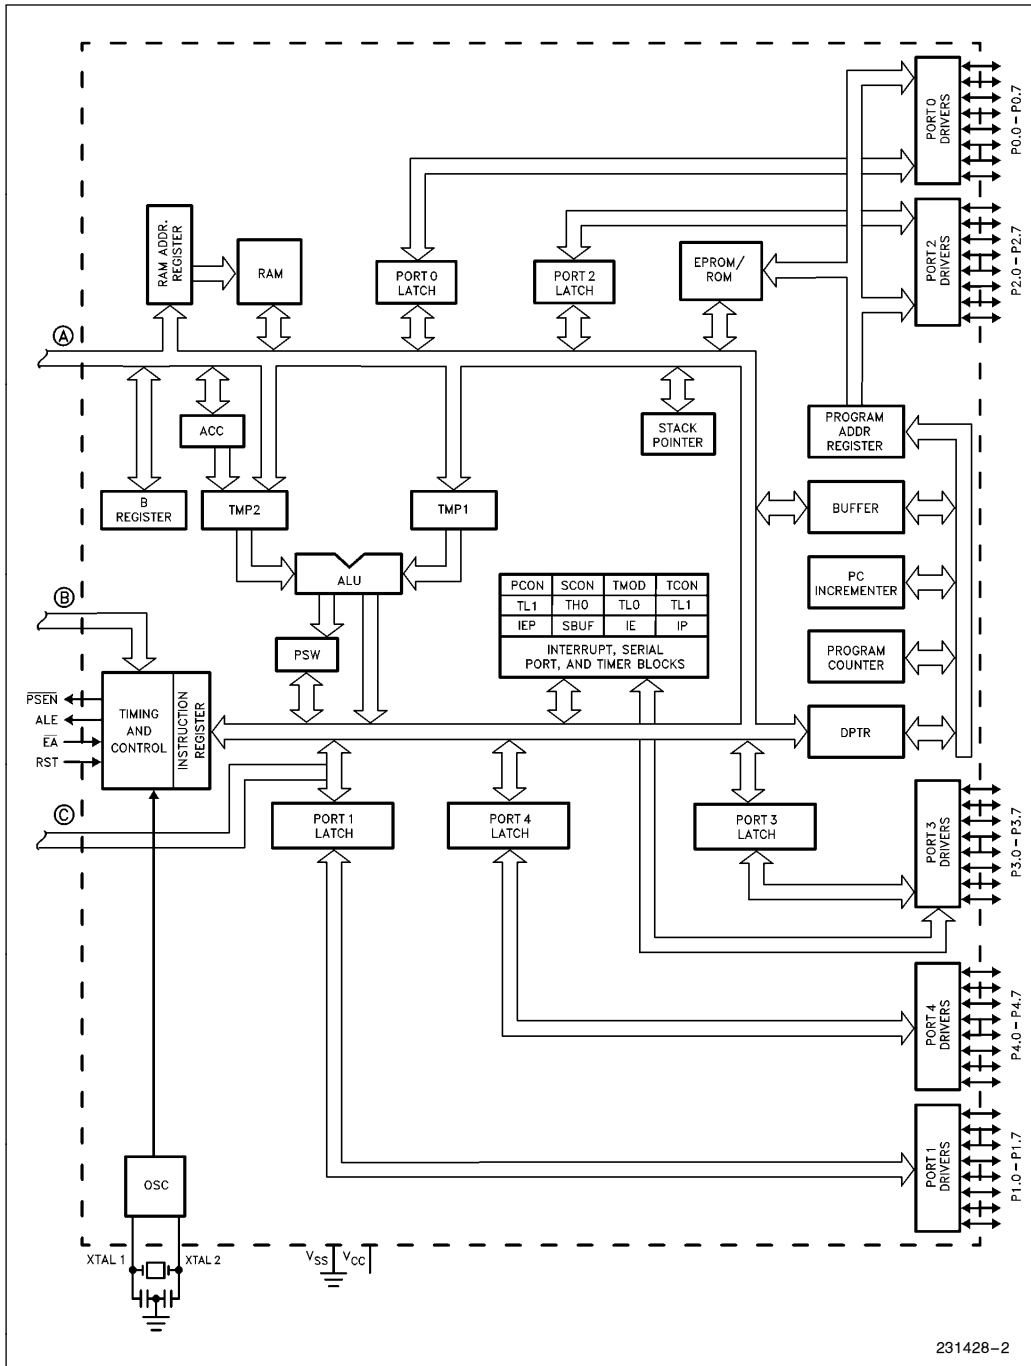 PORT 0
DRIVERS
P0.0-P0.7
RAM ADDR.
REGISTER
RAM
PORT 0
LATCH
PORT 2
LATCH
EPROM/
ROM
PORT 2
DRIVERS
P2.0-P2.7
A
ACC
STACK
POINTER
PROGRAM
ADDR
REGISTER
B
REGISTER
TMP2
TMP1
BUFFER
ALU
PCON SCON TMOD TCON
TL1 TH0 TL0 TL1
IEP SBUF IE IP
INTERRUPT, SERIAL
PORT, AND TIMER BLOCKS
PC
INCREMENTER
B
PSW
PROGRAM
COUNTER
PSEN
ALE
EA
RST
TIMING
AND
CONTROL
INSTRUCTION
REGISTER
DPTR
C
PORT 1
LATCH
PORT 4
LATCH
PORT 3
LATCH
PORT 3
DRIVERS
P3.0-P3.7
PORT 4
DRIVERS
P4.0-P4.7
PORT 1
DRIVERS
P1.0-P1.7
OSC
XTAL 1
XTAL 2
VSS
VCC
231428-2